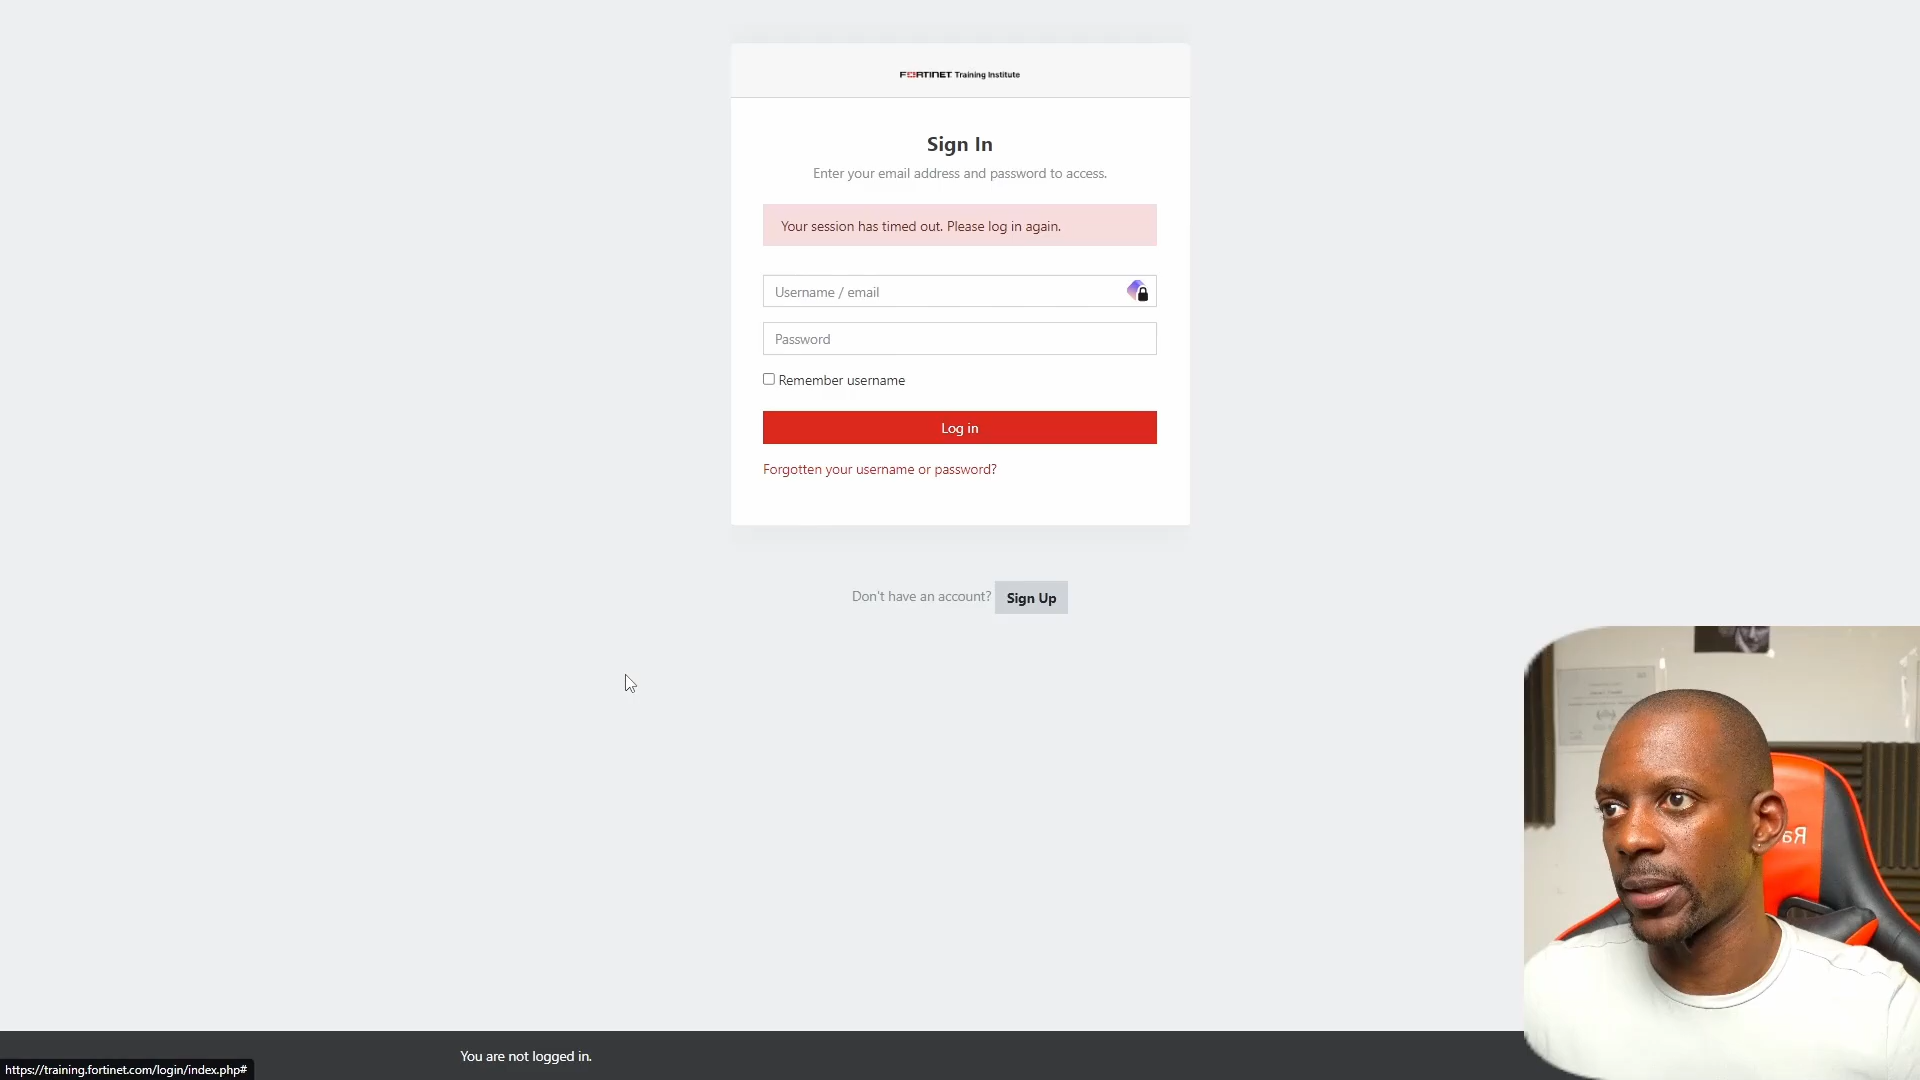 FORTINET Training Institute
Sign In
Enter your email address and password to access.
Your session has timed out. Please log in again.
Username / email
Password
Remember username
Log in
Forgotten your username or password?
Don't have an account? Sign Up
You are not logged in.
https://training.fortinet.com/login/index.php#